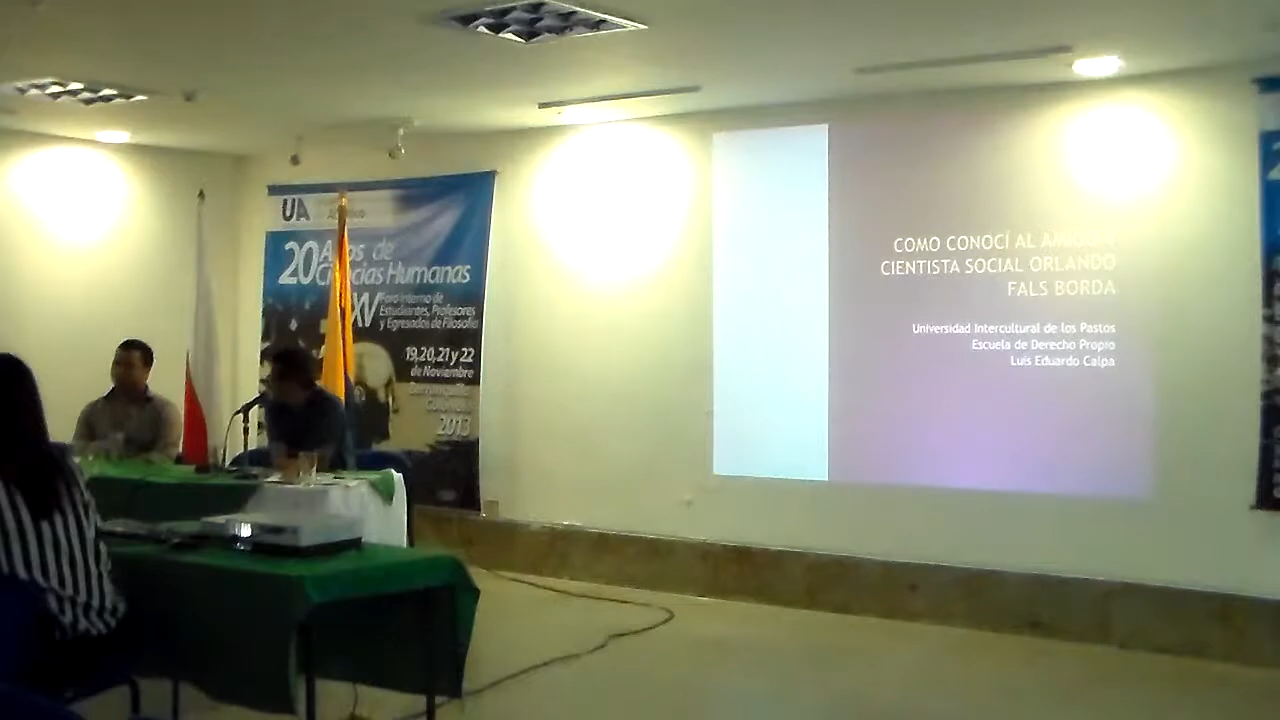 UA
20 Años de
Ciencias Humanas
XV Foro Interno de
Estudiantes, Profesores
y Egresados de Filosofía
19, 20, 21 y 22
de Noviembre
2013
COMO CONOCÍ AL
CIENTISTA SOCIAL ORLANDO
FALS BORDA
Universidad Intercultural de los Pastos
Escuela de Derecho Propio
Luis Eduardo Calpa